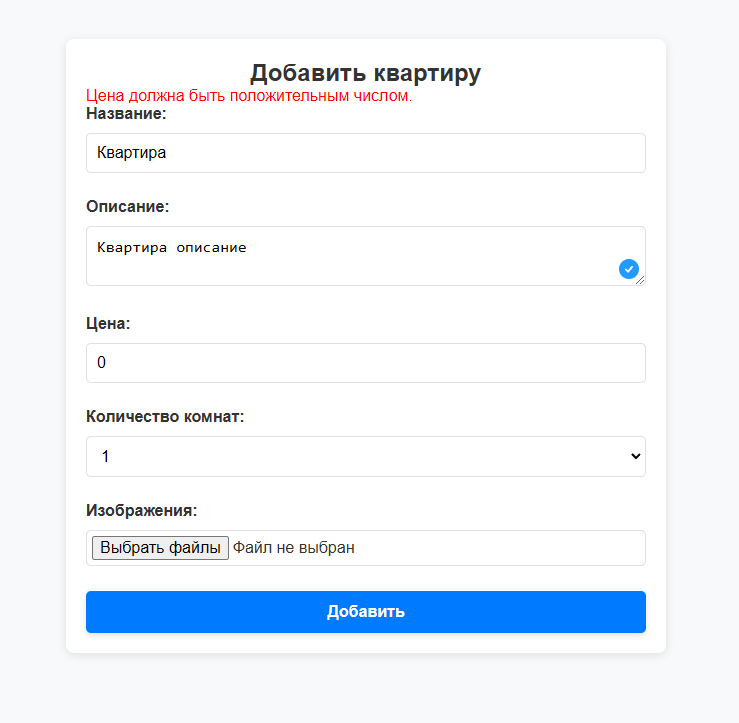 Добавить квартиру
Цена должна быть положительным числом.
Название:
Квартира
Описание:
Квартира описание
Цена:
0
Количество комнат:
1
Изображения:
Выбрать файлы Файл не выбран
Добавить